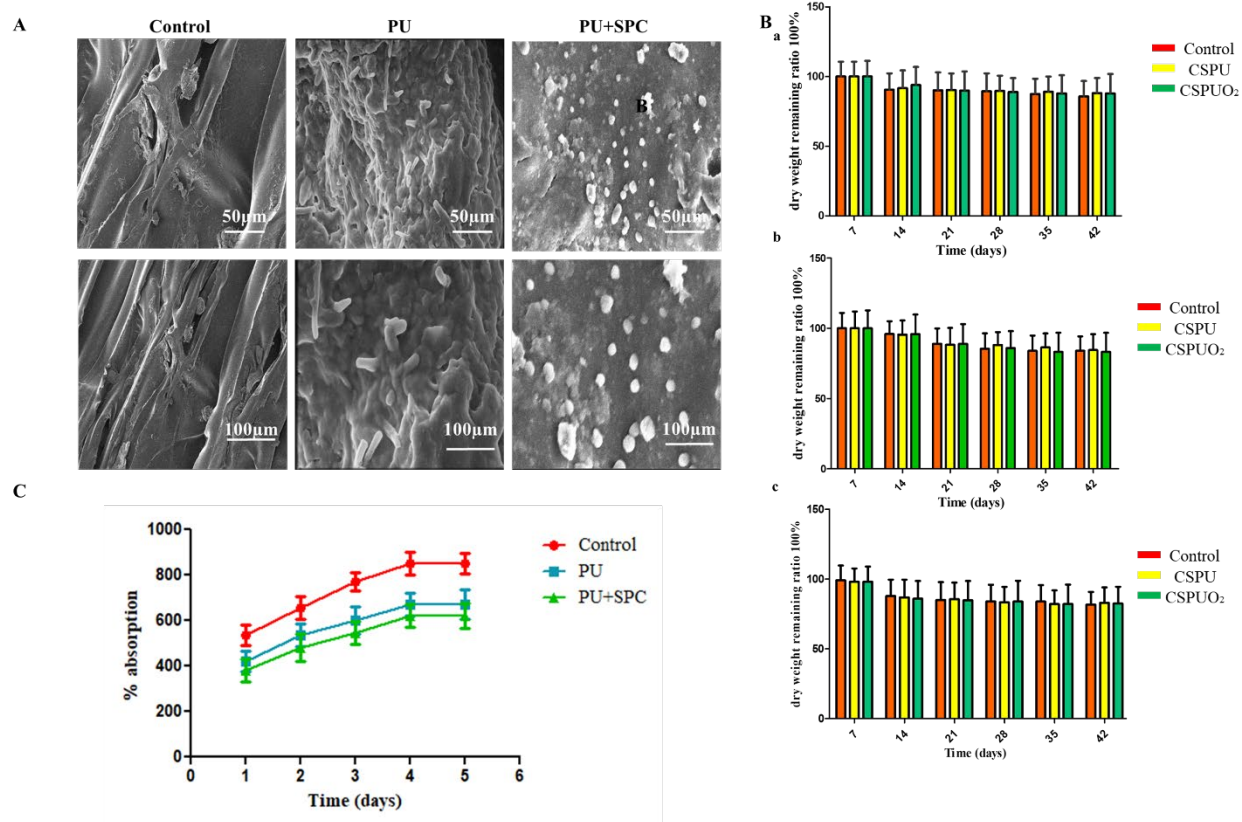 A
Control
PU
PU+SPC
50µm
50µm
B
50µm
100µm
100µm
100µm
B
a
dry weight remaining ratio 100%
150
100
50
0
7
14
21
28
35
42
Time (days)
Control
CSPU
CSPUO₂
b
dry weight remaining ratio 100%
150
100
50
0
7
14
21
28
35
42
Time (days)
Control
CSPU
CSPUO₂
c
dry weight remaining ratio 100%
150
100
50
0
7
14
21
28
35
42
Time (days)
Control
CSPU
CSPUO₂
C
% absorption
1000
800
600
400
200
0
0
1
2
3
4
5
6
Time (days)
Control
PU
PU+SPC